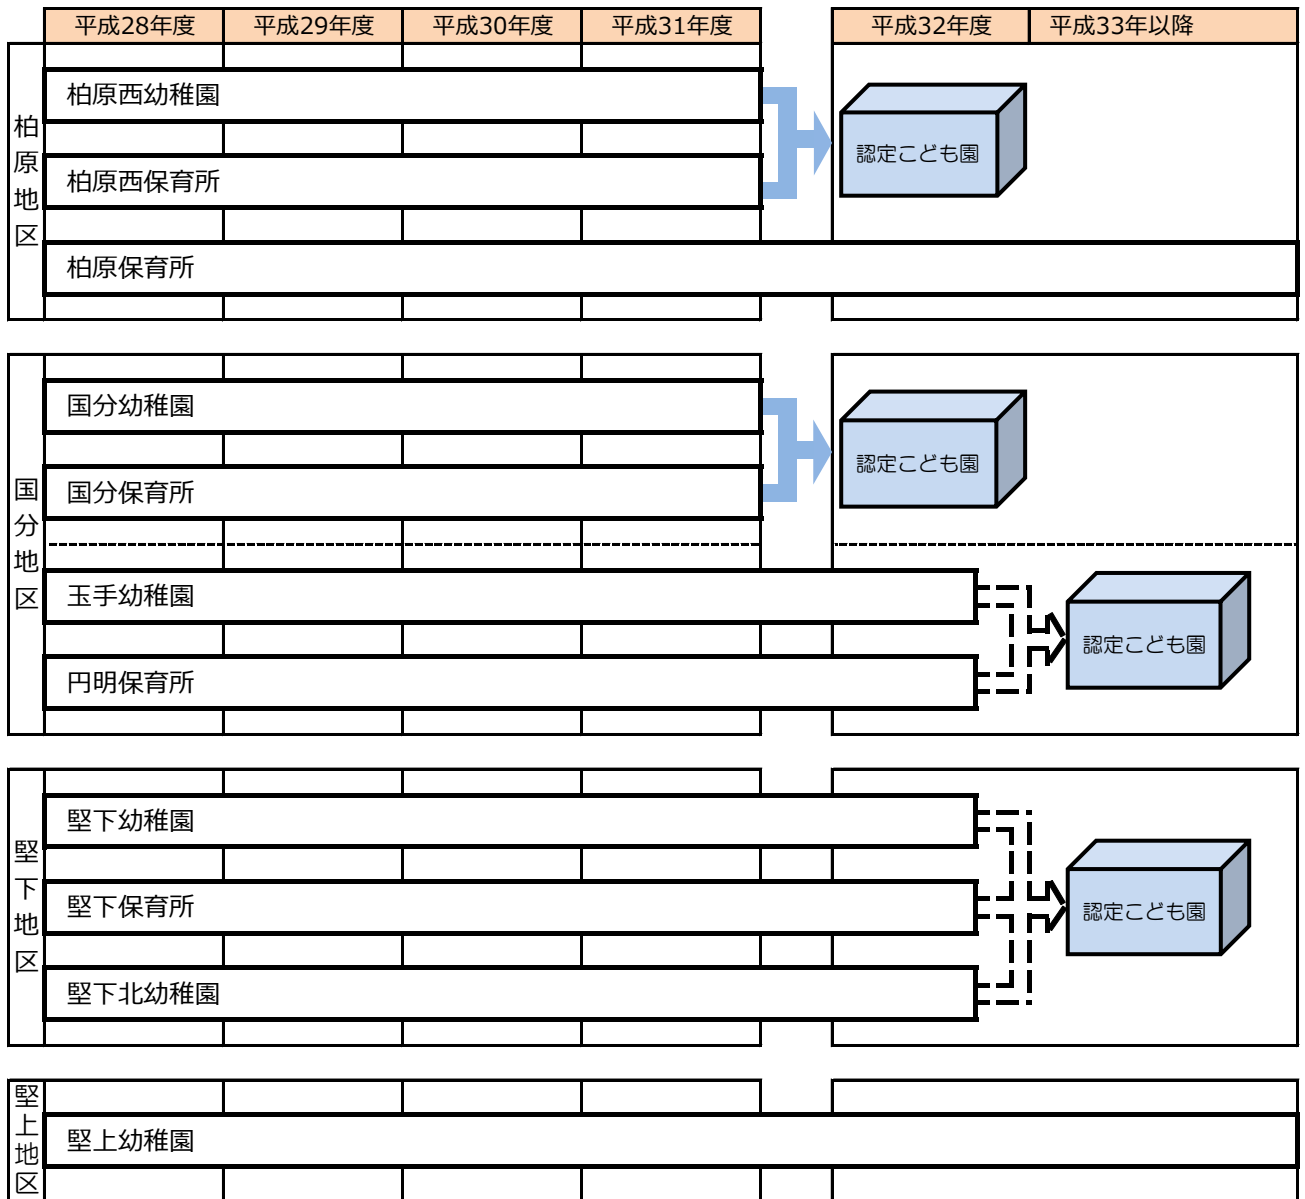 平成28年度 平成29年度 平成30年度 平成31年度 平成32年度 平成33年以降
柏原地区
柏原西幼稚園
認定こども園
柏原西保育所
柏原保育所
国分地区
国分幼稚園
認定こども園
国分保育所
玉手幼稚園
認定こども園
円明保育所
堅下地区
堅下幼稚園
堅下保育所
認定こども園
堅下北幼稚園
堅上地区
堅上幼稚園